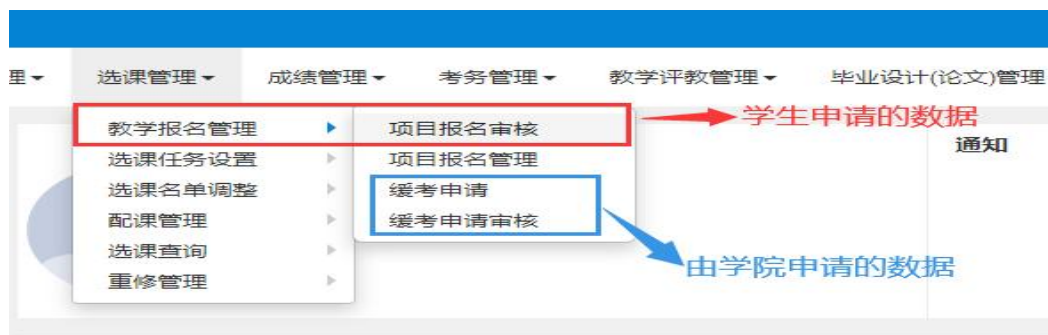 理 选课管理 成绩管理 考务管理 教学评教管理 毕业设计(论文)管理
教学报名管理 项目报名审核
学生申请的数据
选课任务设置 项目报名管理
通知
选课名单调整 缓考申请
配课管理 缓考申请审核
选课查询
由学院申请的数据
重修管理